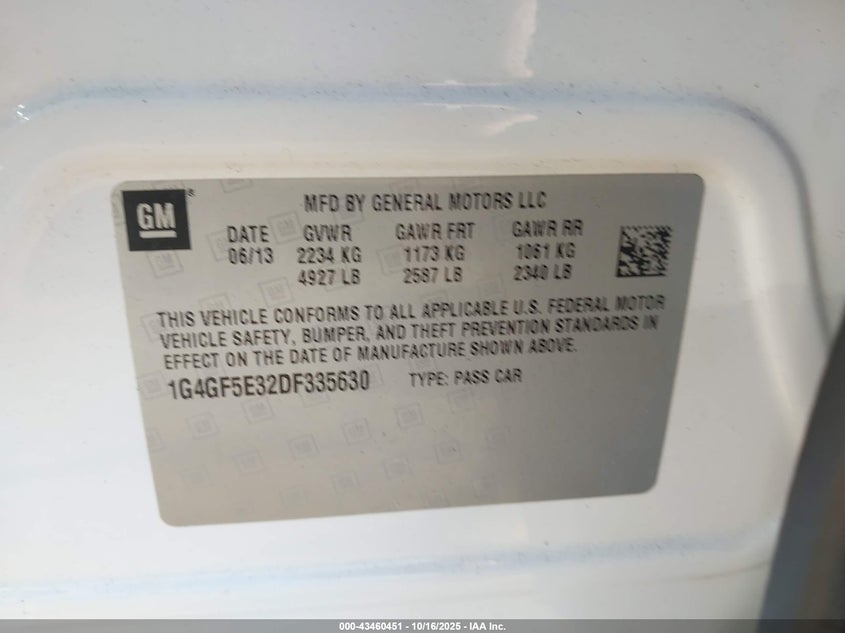 GM®
MFD BY GENERAL MOTORS LLC
DATE GVWR GAWR FRT GAWR RR
06/13 2234 KG 1173 KG 1061 KG
4927 LB 2587 LB 2340 LB
THIS VEHICLE CONFORMS TO ALL APPLICABLE U.S. FEDERAL MOTOR
VEHICLE SAFETY, BUMPER, AND THEFT PREVENTION STANDARDS IN
EFFECT ON THE DATE OF MANUFACTURE SHOWN ABOVE.
1G4GF5E32DF335630 TYPE: PASS CAR
000-43460451 - 10/16/2025 - IAA Inc.